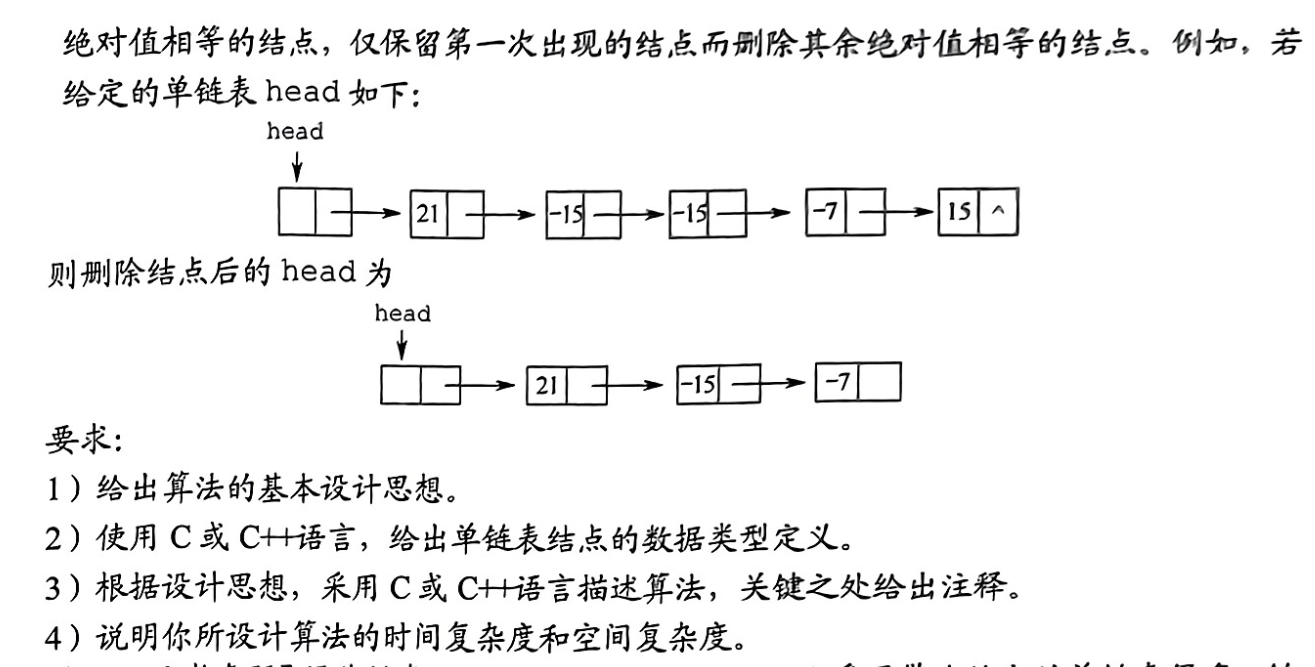 绝对值相等的结点，仅保留第一次出现的结点而删除其余绝对值相等的结点。例如，若
给定的单链表 head 如下：
head
21 -15 -15 -7 15 ^
则删除结点后的 head 为
head
21 -15 -7
要求：
1）给出算法的基本设计思想。
2）使用 C 或 C++语言，给出单链表结点的数据类型定义。
3）根据设计思想，采用 C 或 C++语言描述算法，关键之处给出注释。
4）说明你所设计算法的时间复杂度和空间复杂度。